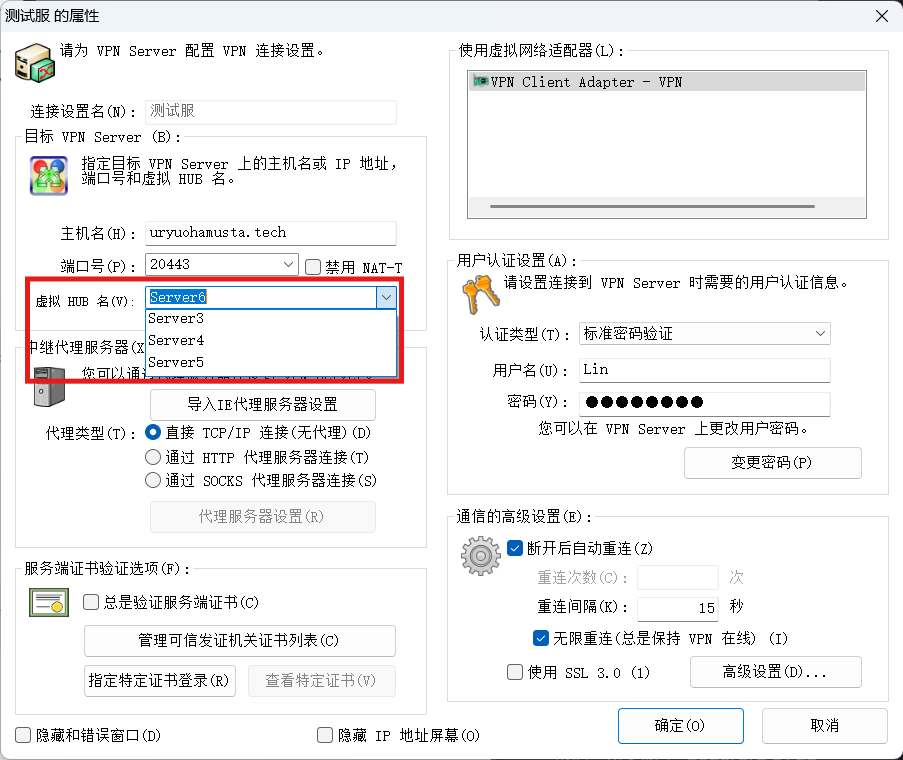 测试服 的属性
请为 VPN Server 配置 VPN 连接设置。
连接设置名(N):
测试服
目标 VPN Server (B):
指定目标 VPN Server 上的主机名或 IP 地址,
端口号和虚拟 HUB 名。
主机名(H):
uryuohamusta.tech
端口号(P):
20443
禁用 NAT-T
虚拟 HUB 名(V):
Server6
Server3
Server4
Server5
中继代理服务器(X
您可以通
导入IE代理服务器设置
代理类型(T):
直接 TCP/IP 连接(无代理)(D)
通过 HTTP 代理服务器连接(T)
通过 SOCKS 代理服务器连接(S)
代理服务器设置(R)
服务端证书验证选项(F):
总是验证服务端证书(C)
管理可信发证机关证书列表(C)
指定特定证书登录(R)
查看特定证书(V)
隐藏和错误窗口(D)
隐藏 IP 地址屏幕(O)
使用虚拟网络适配器(L):
VPN Client Adapter - VPN
用户认证设置(A):
请设置连接到 VPN Server 时需要的用户认证信息。
认证类型(T):
标准密码验证
用户名(U):
Lin
密码(Y):
●●●●●●●●
您可以在 VPN Server 上更改用户密码。
变更密码(P)
通信的高级设置(E):
断开后自动重连(Z)
重连次数(C):
次
重连间隔(K):
15 秒
无限重连(总是保持 VPN 在线) (I)
使用 SSL 3.0 (1)
高级设置(D)...
确定(O)
取消